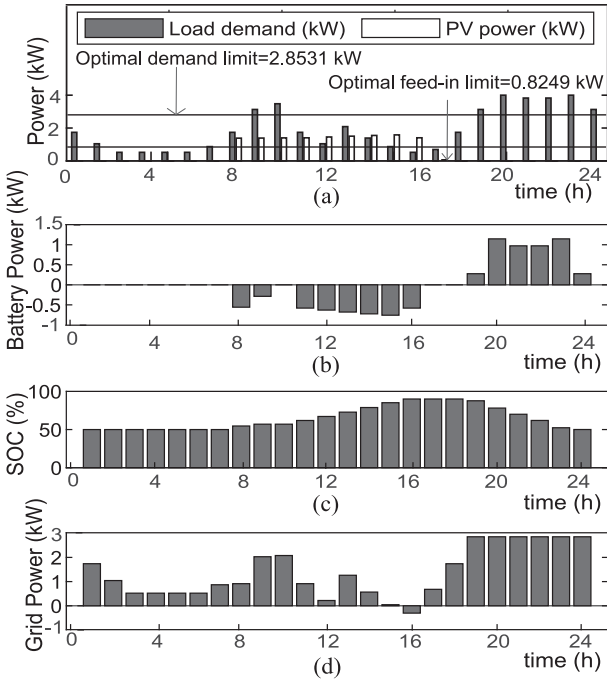 Load demand (kW) PV power (kW)
Optimal demand limit=2.8531 kW
Optimal feed-in limit=0.8249 kW
Power (kW)
4
2
0
0 4 8 12 16 20 24
time (h)
(a)
Battery Power (kW)
1.5
1
0.5
0
-0.5
-1
0 4 8 12 16 20 24
time (h)
(b)
SOC (%)
100
50
0
0 4 8 12 16 20 24
time (h)
(c)
Grid Power (kW)
3
2
1
0
-1
0 4 8 12 16 20 24
time (h)
(d)